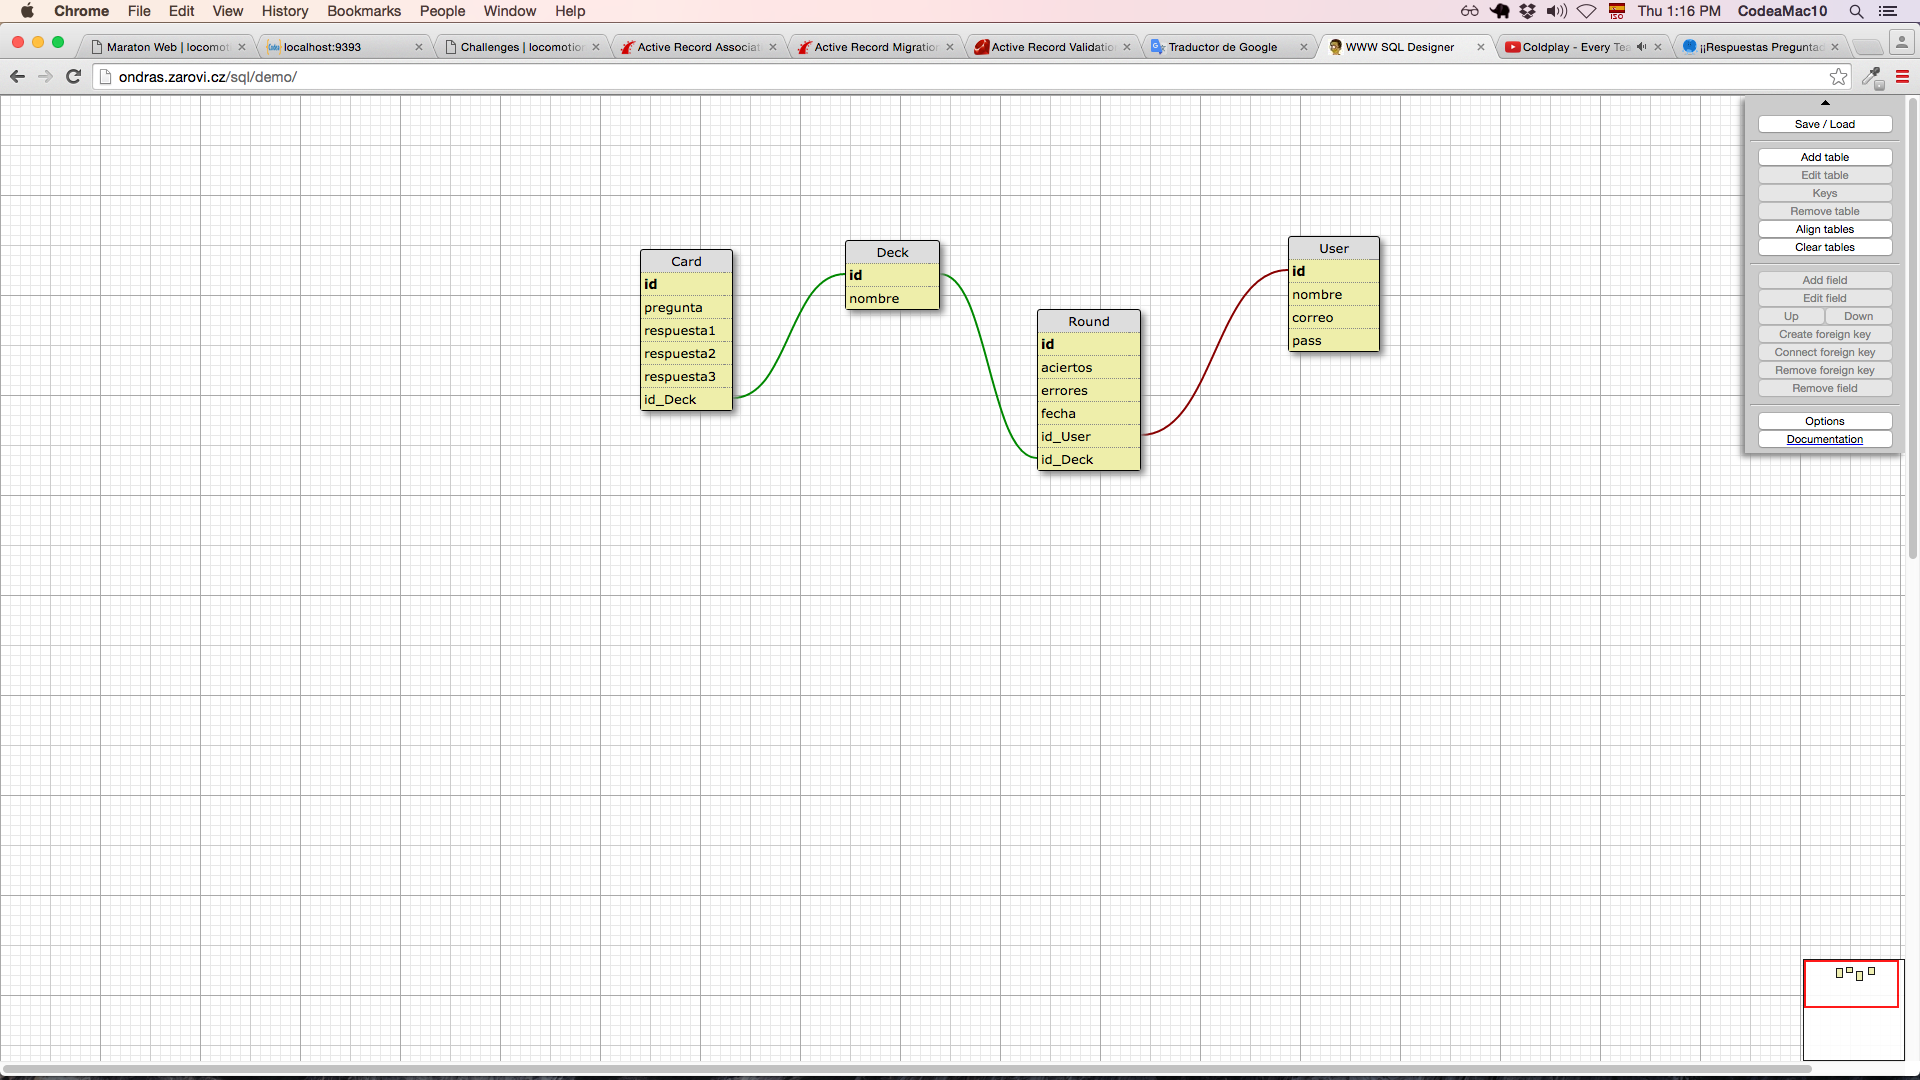 Chrome File Edit View History Bookmarks People Window Help ISO Thu 1:16 PM CodeaMac10
Maraton Web | locomot localhost:9393 Challenges | locomotion Active Record Associat Active Record Migration Active Record Validatio Traductor de Google WWW SQL Designer Coldplay - Every Tea ¡¡Respuestas Preguntad
ondras.zarovi.cz/sql/demo/
Card
id
pregunta
respuesta1
respuesta2
respuesta3
id_Deck
Deck
id
nombre
Round
id
aciertos
errores
fecha
id_User
id_Deck
User
id
nombre
correo
pass
Save / Load
Add table
Edit table
Keys
Remove table
Align tables
Clear tables
Add field
Edit field
Up Down
Create foreign key
Connect foreign key
Remove foreign key
Remove field
Options
Documentation